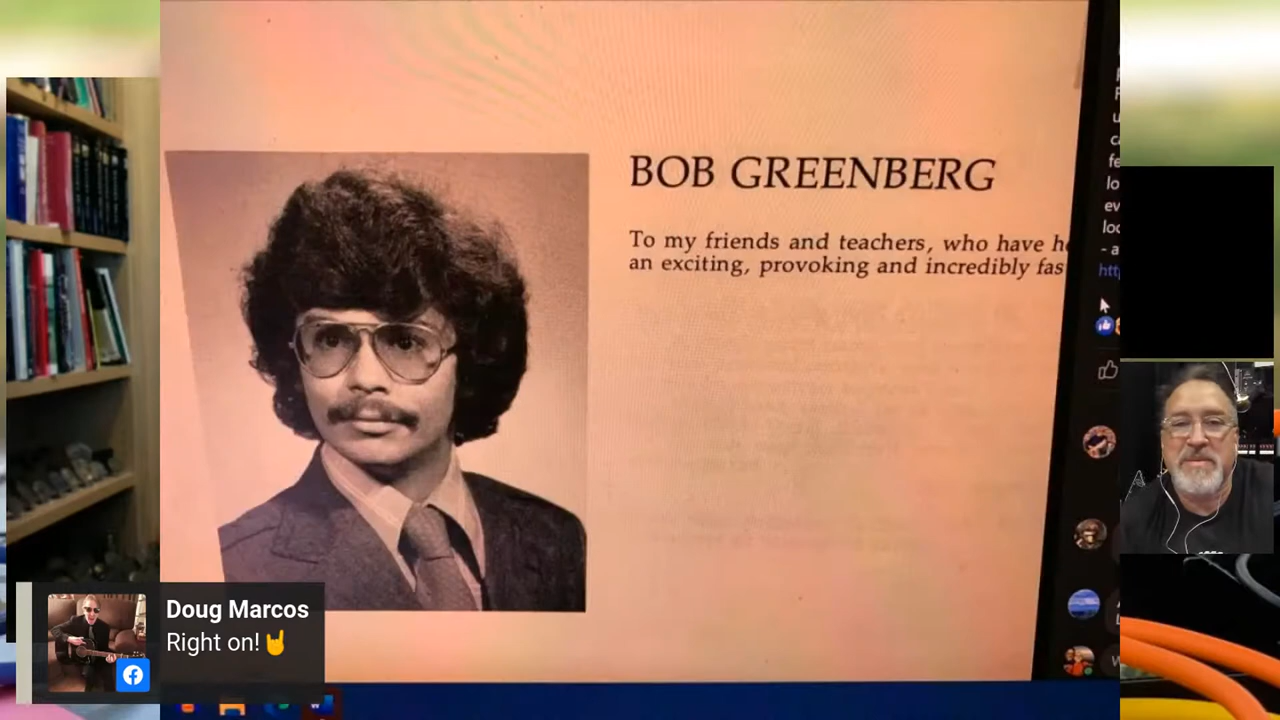 BOB GREENBERG
To my friends and teachers, who have
an exciting, provoking and incredibly
Doug Marcos
Right on!🤘